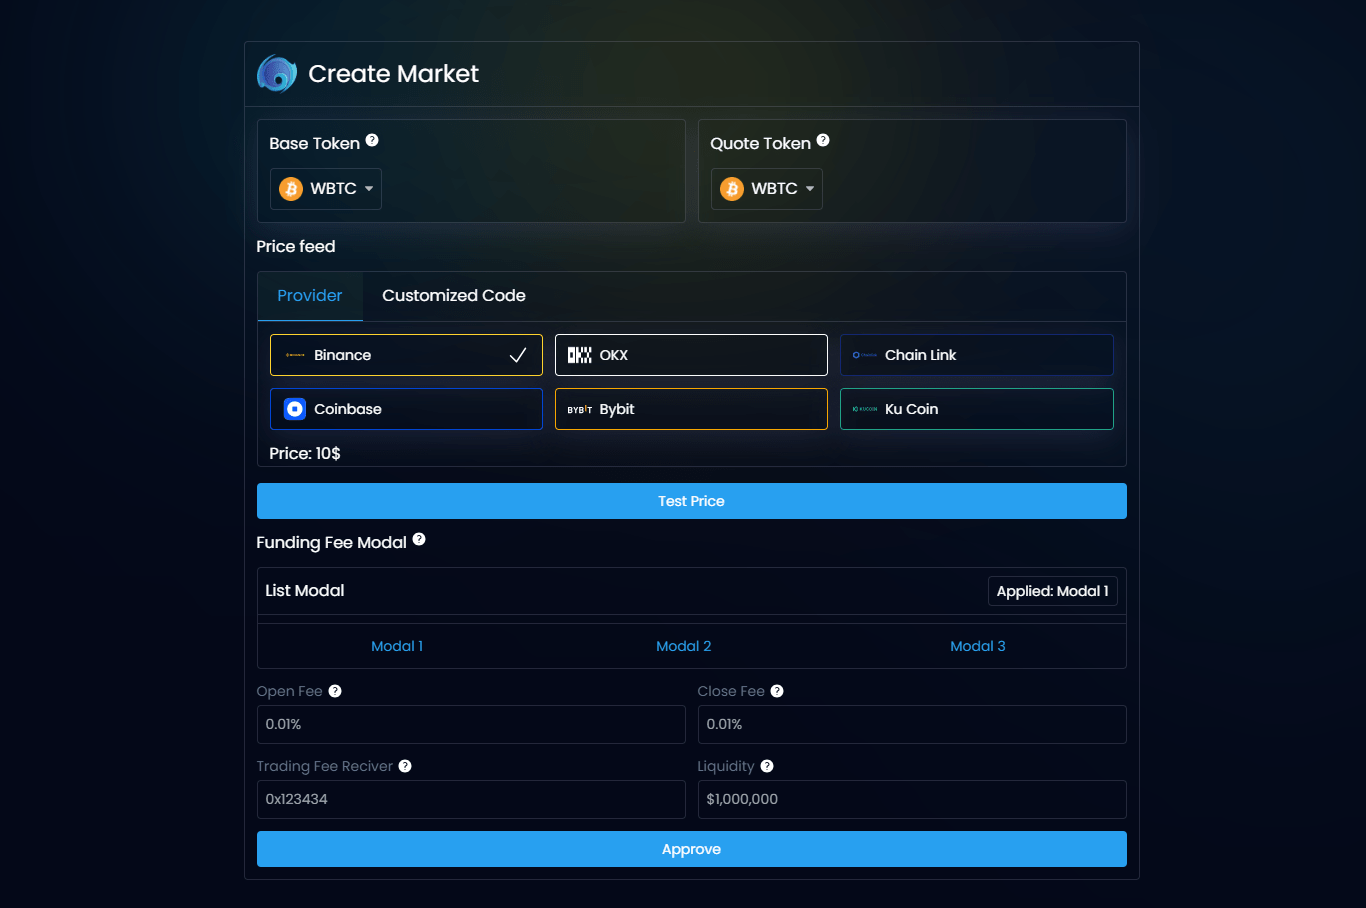 Create Market
Base Token ?
Quote Token ?
WBTC
WBTC
Price feed
Provider
Customized Code
Binance
OKX
Chain Link
Coinbase
BYBIT Bybit
KUCOIN Ku Coin
Price: 10$
Test Price
Funding Fee Modal ?
List Modal
Applied: Modal 1
Modal 1
Modal 2
Modal 3
Open Fee ?
Close Fee ?
0.01%
0.01%
Trading Fee Reciver ?
Liquidity ?
0x123434
$1,000,000
Approve